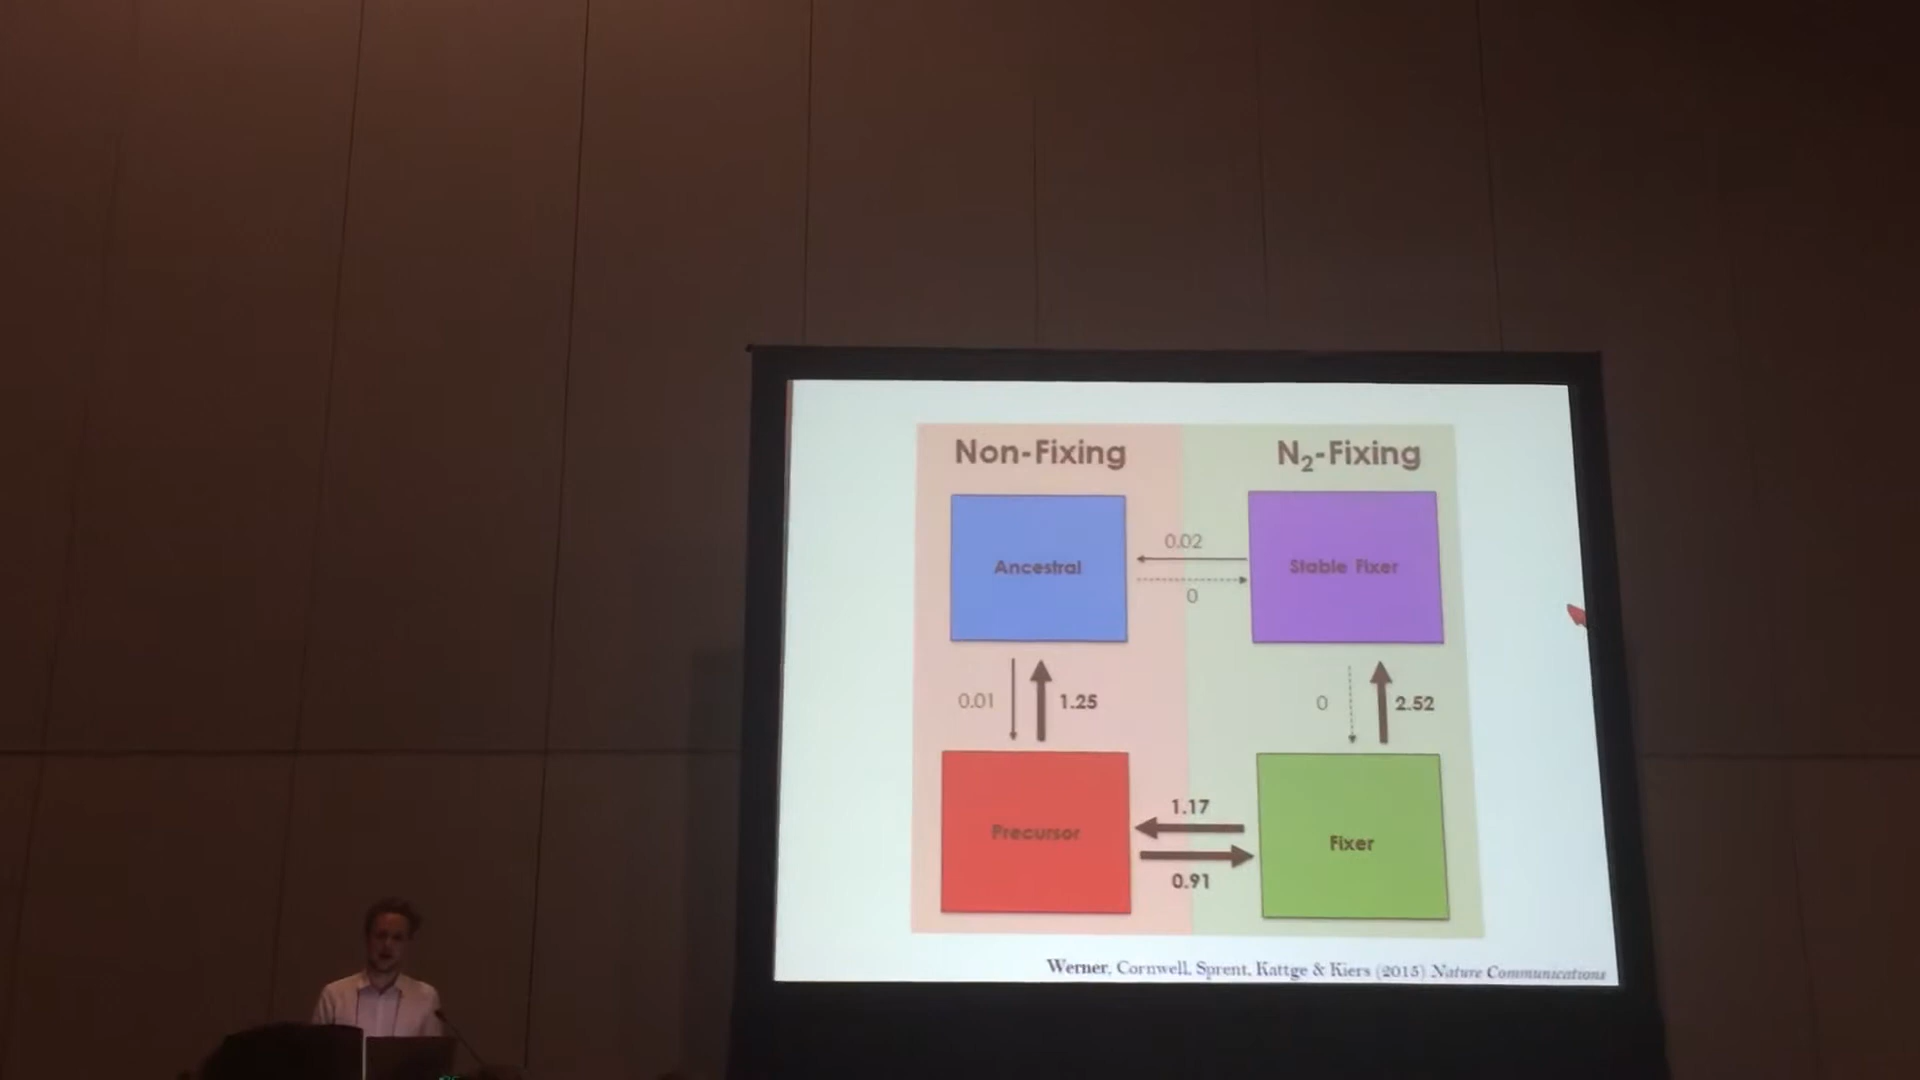 Non-Fixing
N₂-Fixing
Ancestral
0.02
0
Stable Fixer
0.01
1.25
0
2.52
Precursor
1.17
0.91
Fixer
Werner, Cornwell, Sprent, Kattge & Kiers (2015) Nature Communications